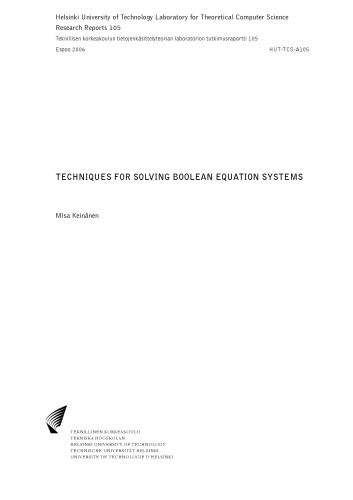 Helsinki University of Technology Laboratory for Theoretical Computer Science
Research Reports 105
Teknillisen korkeakoulun tietojenkäsittelyteorian laboratorion tutkimusraportti 105
Espoo 2006 HUT-TCS-A105
TECHNIQUES FOR SOLVING BOOLEAN EQUATION SYSTEMS
Misa Keinänen
TEKNILLINEN KORKEAKOULU
TEKNISKA HÖGSKOLAN
HELSINKI UNIVERSITY OF TECHNOLOGY
TECHNISCHE UNIVERSITÄT HELSINKI
UNIVERSITE DE TECHNOLOGIE D'HELSINKI